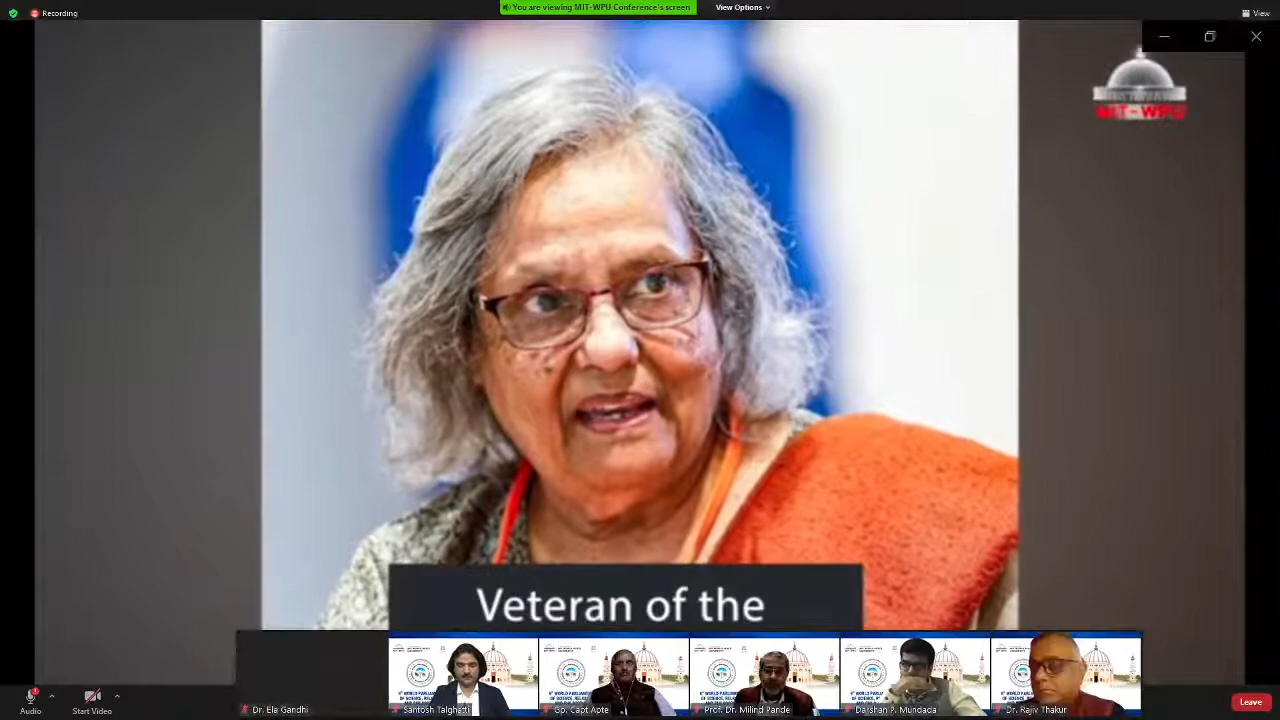 Recording
You are viewing MIT-WPU Conference's screen
View Options
View
MIT-WPU
Veteran of the
Dr. Ela Gandhi
Santosh Talghatti
Gp. Capt Apte
Prof. Dr. Milind Pande
Darshan P. Mundada
Dr. Rajiv Thakur
Audio
Start Video
Leave